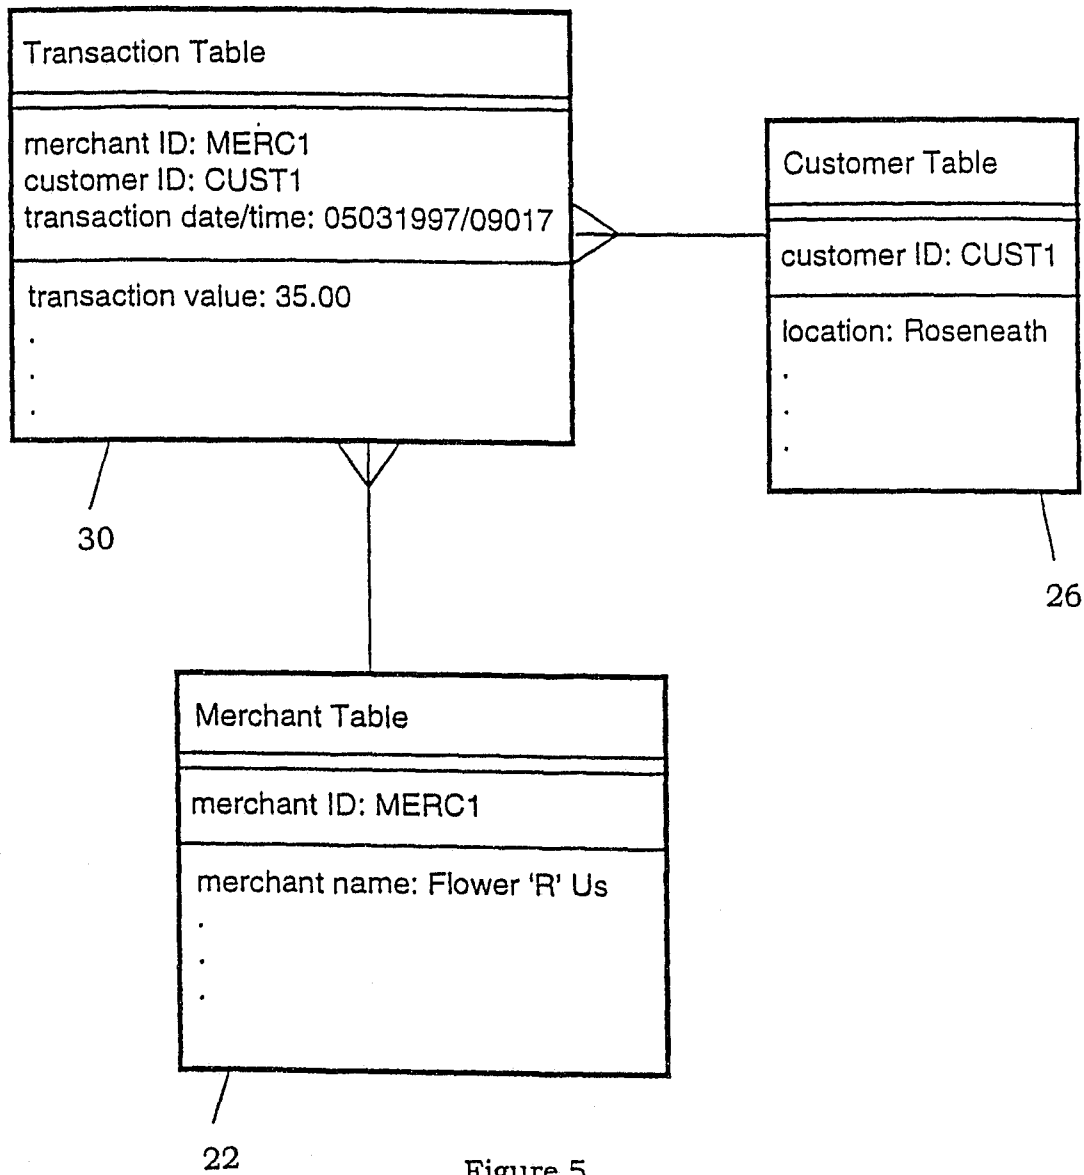 Transaction Table
merchant ID: MERC1
customer ID: CUST1
transaction date/time: 05031997/09017
transaction value: 35.00
.
.
.
30
Customer Table
customer ID: CUST1
location: Roseneath
.
.
.
26
Merchant Table
merchant ID: MERC1
merchant name: Flower 'R' Us
.
.
.
22
Figure 5